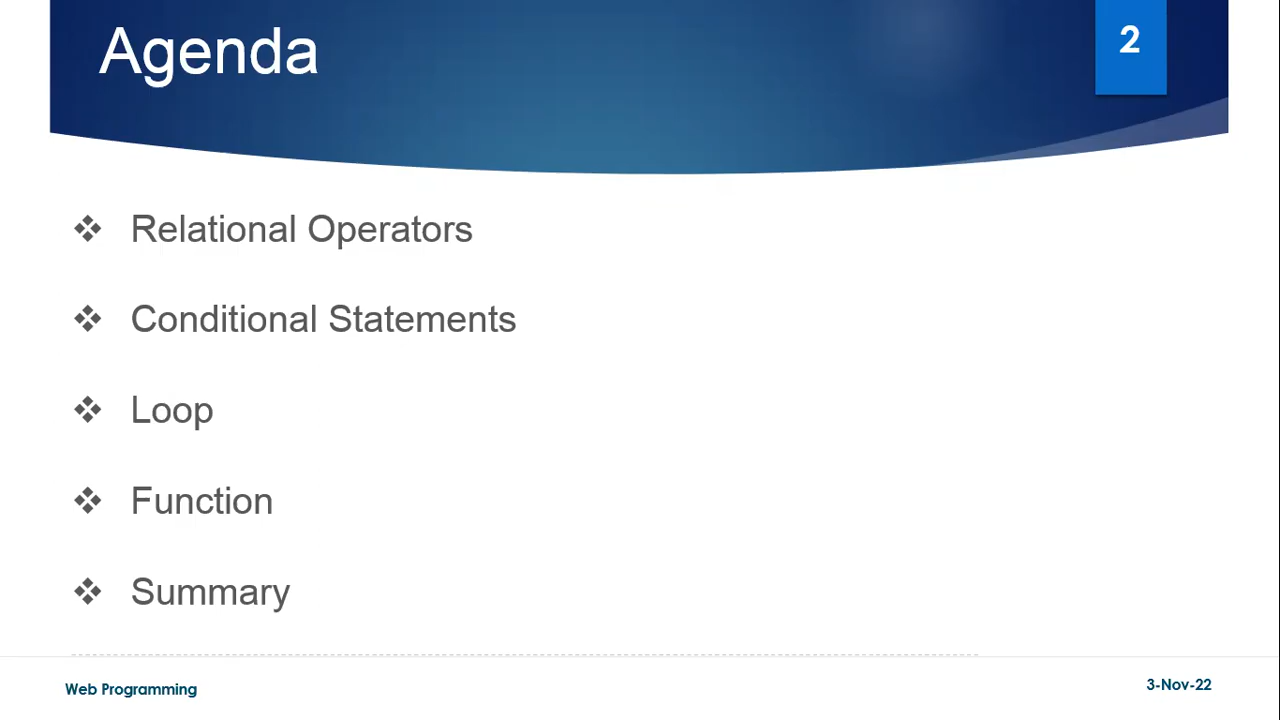 Agenda
2
❖ Relational Operators
❖ Conditional Statements
❖ Loop
❖ Function
❖ Summary
Web Programming
3-Nov-22